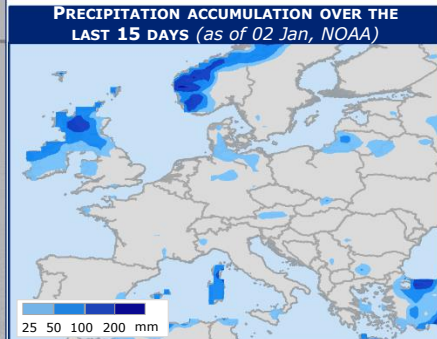 PRECIPITATION ACCUMULATION OVER THE
LAST 15 DAYS (as of 02 Jan, NOAA)
25 50 100 200 mm